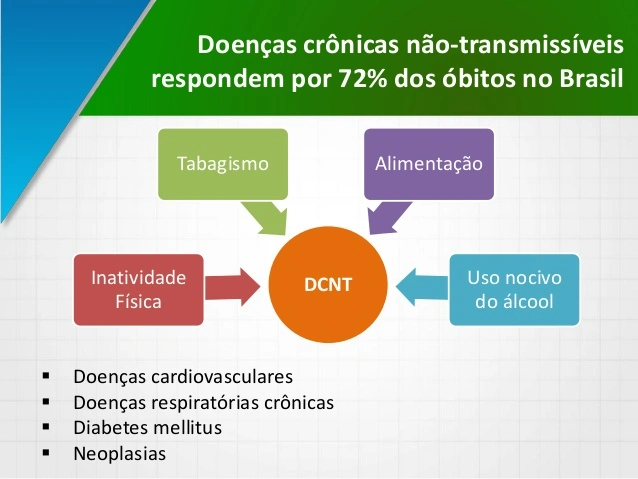 Doenças crônicas não-transmissíveis
respondem por 72% dos óbitos no Brasil
Tabagismo
Alimentação
Inatividade
Física
DCNT
Uso nocivo
do álcool
▪ Doenças cardiovasculares
▪ Doenças respiratórias crônicas
▪ Diabetes mellitus
▪ Neoplasias